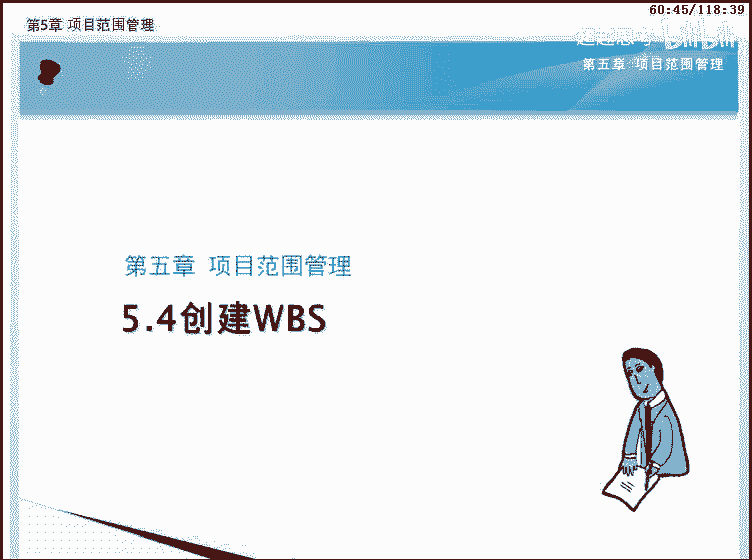 60:45/118:39
第5章 项目范围管理
bilibili
第五章 项目范围管理
第五章 项目范围管理
5.4创建WBS